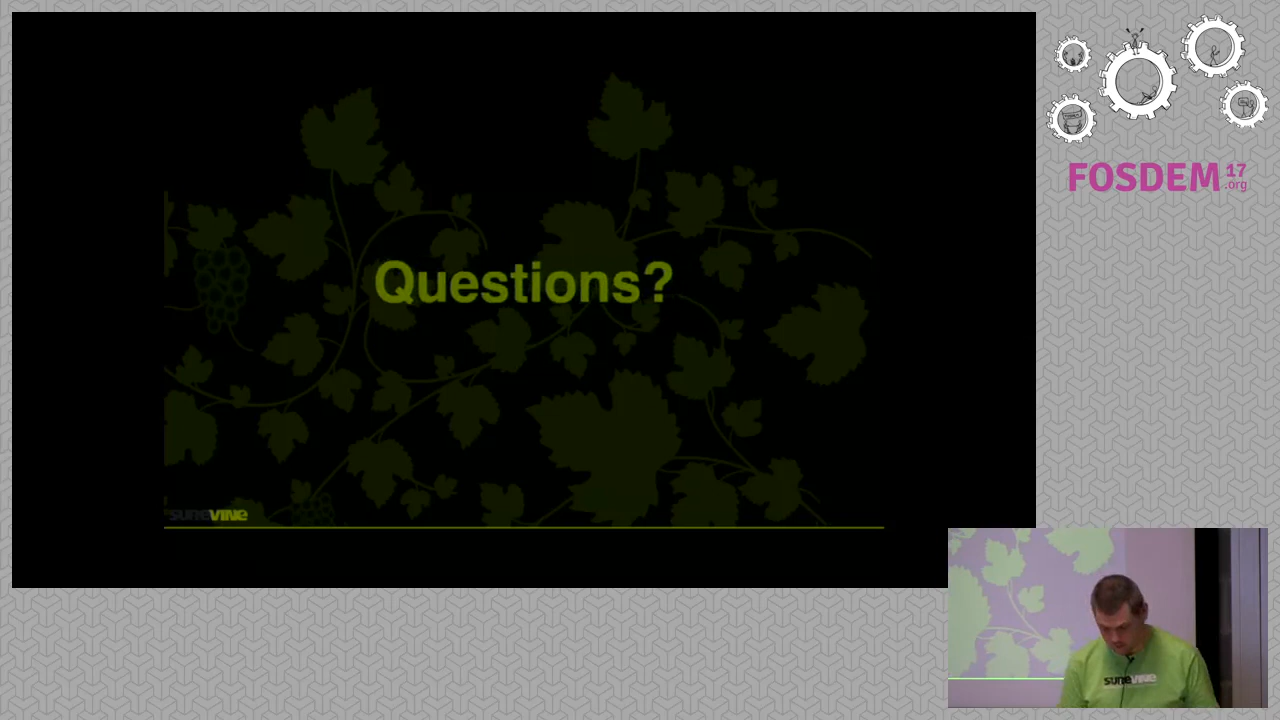 Questions?
SUREVINE
FOSDEM 17
.org
SUREVINE